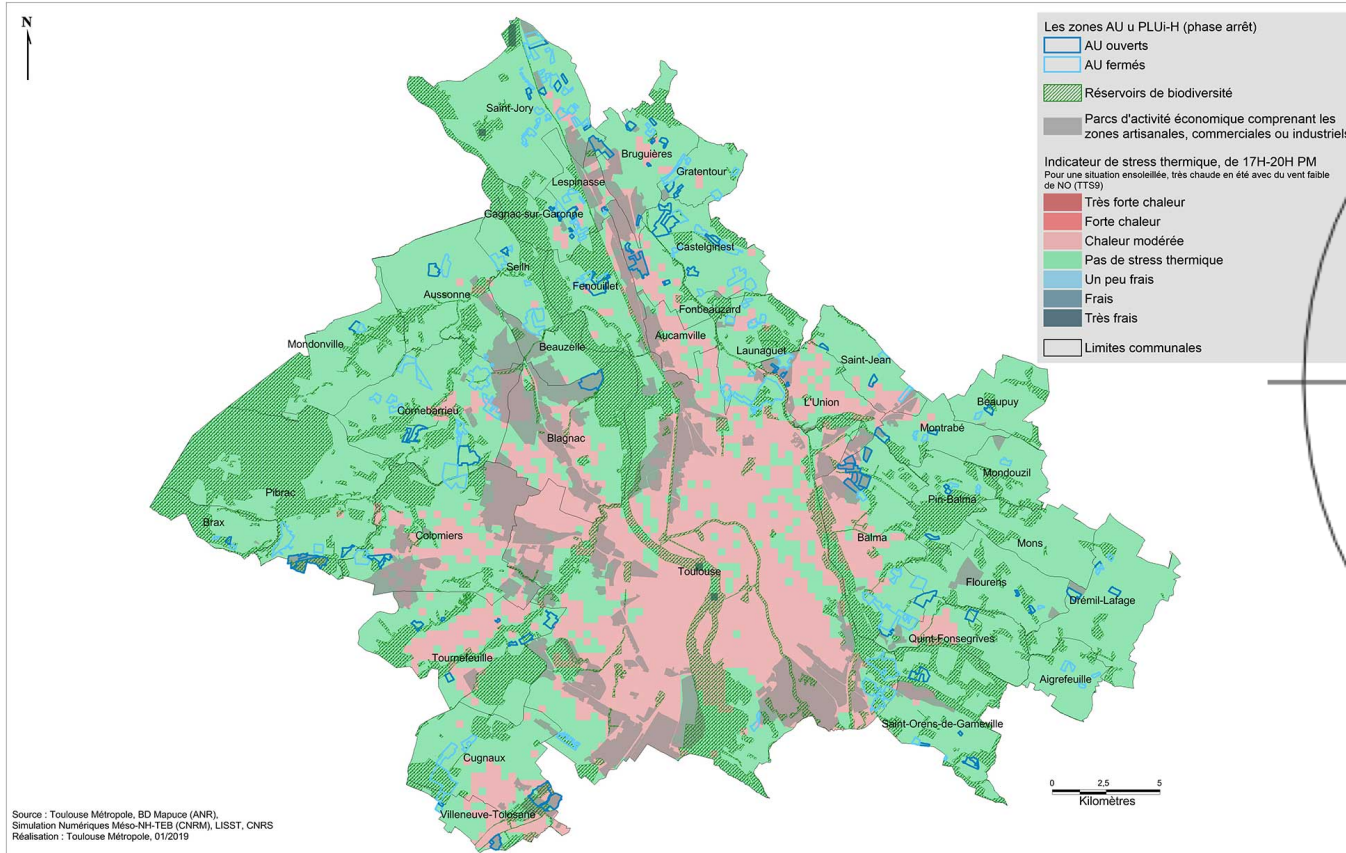 N
Les zones AU u PLUi-H (phase arrêt)
AU ouverts
AU fermés
Réservoirs de biodiversité
Parcs d'activité économique comprenant les
zones artisanales, commerciales ou industriels
Indicateur de stress thermique, de 17H-20H PM
Pour une situation ensoleillée, très chaude en été avec du vent faible
de NO (TTS9)
Très forte chaleur
Forte chaleur
Chaleur modérée
Pas de stress thermique
Un peu frais
Frais
Très frais
Limites communales
Saint-Jory
Bruguières
Gratentour
Lespinasse
Gagnac-sur-Garonne
Castelginest
Seilh
Fenouillet
Aussonne
Fonbeauzard
Aucamville
Mondonville
Beauzelle
Launaguet
Saint-Jean
L'Union
Beaupuy
Cornebarrieu
Montrabé
Blagnac
Mondouzil
Pibrac
Pin-Balma
Brax
Colomiers
Balma
Mons
Toulouse
Flourens
Drémil-Lafage
Quint-Fonsegrives
Tournefeuille
Aigrefeuille
Saint-Orens-de-Gameville
Cugnaux
Villeneuve-Tolosane
0 2,5 5
Kilomètres
Source : Toulouse Métropole, BD Mapuce (ANR),
Simulation Numériques Méso-NH-TEB (CNRM), LISST, CNRS
Réalisation : Toulouse Métropole, 01/2019